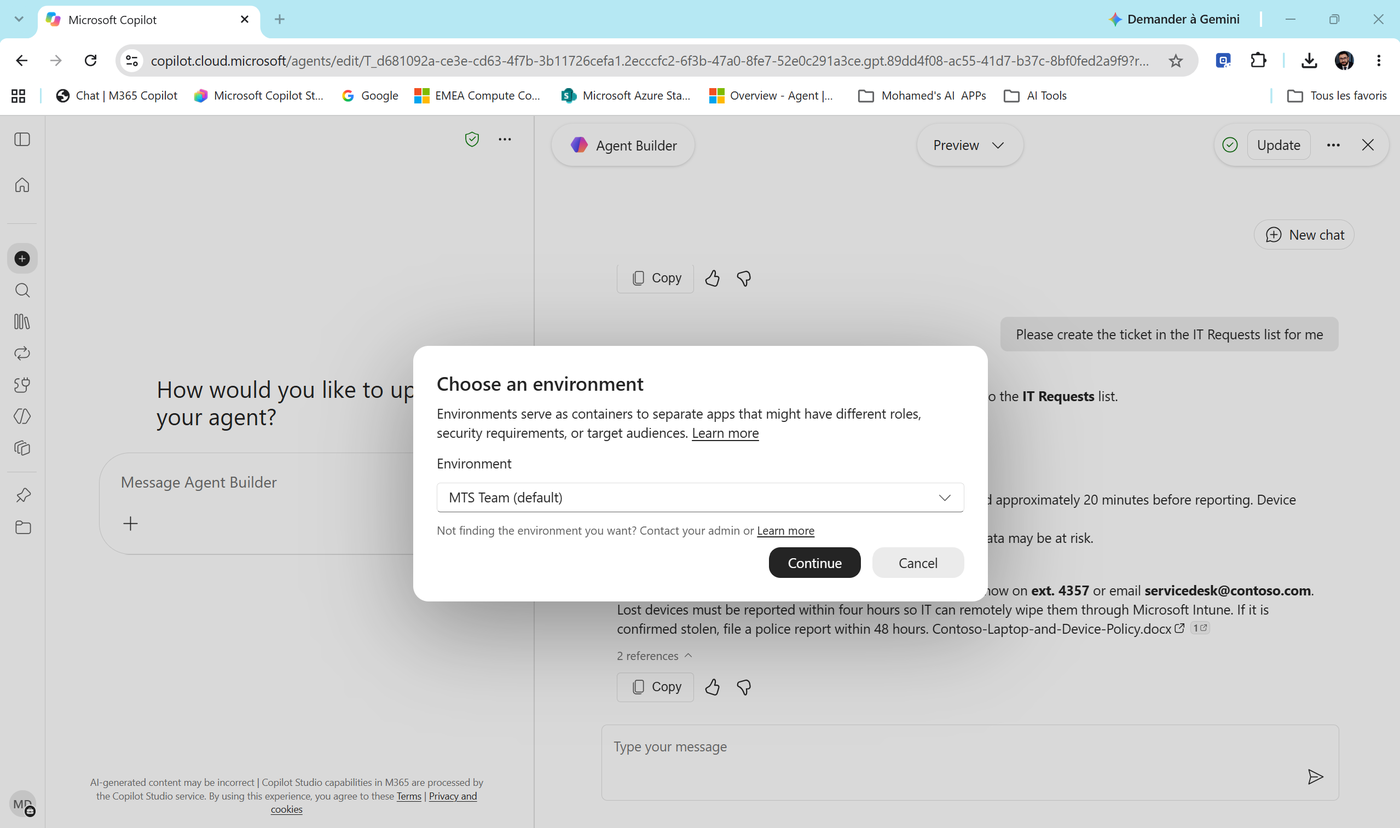 Microsoft Copilot
Demander à Gemini
copilot.cloud.microsoft/agents/edit/T_d681092a-ce3e-cd63-4f7b-3b11726cefa1.2ecccfc2-6f3b-47a0-8fe7-52e0c291a3ce.gpt.89dd4f08-ac55-41d7-b37c-8bf0fed2a9f9?r...
Chat | M365 Copilot
Microsoft Copilot St...
Google
EMEA Compute Co...
Microsoft Azure Sta...
Overview - Agent |...
Mohamed's AI APPs
AI Tools
Tous les favoris
Agent Builder
Preview
Update
New chat
Copy
Please create the ticket in the IT Requests list for me
How would you like to up
your agent?
Message Agent Builder
Choose an environment
Environments serve as containers to separate apps that might have different roles,
security requirements, or target audiences. Learn more
Environment
MTS Team (default)
Not finding the environment you want? Contact your admin or Learn more
Continue
Cancel
o the IT Requests list.
d approximately 20 minutes before reporting. Device
ata may be at risk.
now on ext. 4357 or email servicedesk@contoso.com.
Lost devices must be reported within four hours so IT can remotely wipe them through Microsoft Intune. If it is
confirmed stolen, file a police report within 48 hours. Contoso-Laptop-and-Device-Policy.docx 1
2 references
Copy
Type your message
AI-generated content may be incorrect | Copilot Studio capabilities in M365 are processed by
the Copilot Studio service. By using this experience, you agree to these Terms | Privacy and
cookies
MD